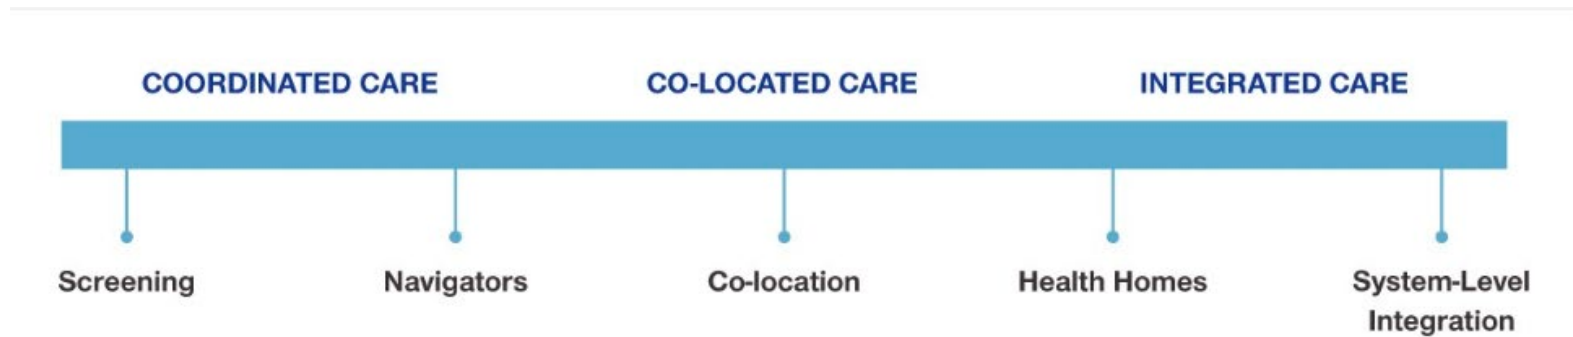 COORDINATED CARE
CO-LOCATED CARE
INTEGRATED CARE
Screening
Navigators
Co-location
Health Homes
System-Level
Integration